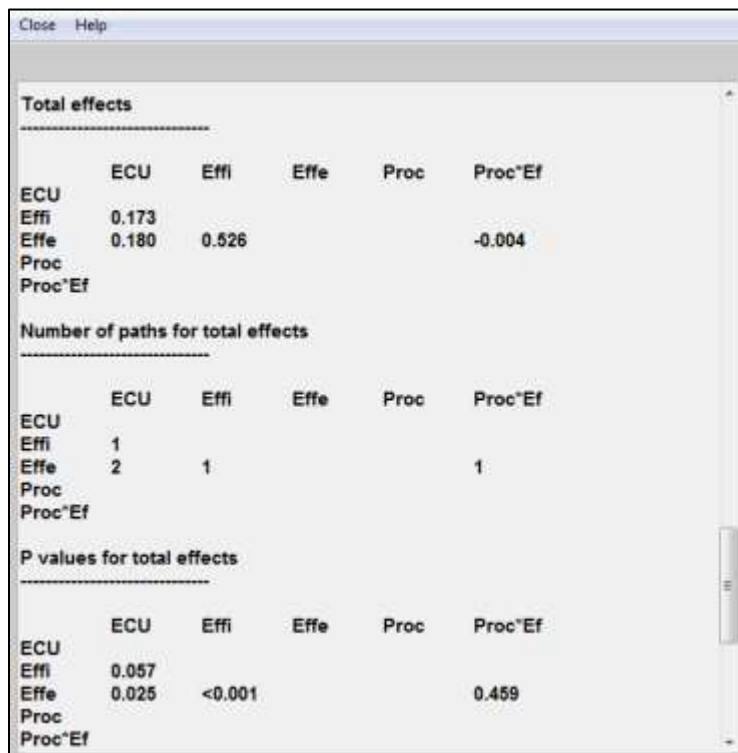 Close Help
Total effects
-------------------------------
ECU Effi Effe Proc Proc*Ef
ECU
Effi 0.173
Effe 0.180 0.526 -0.004
Proc
Proc*Ef
Number of paths for total effects
-------------------------------
ECU Effi Effe Proc Proc*Ef
ECU
Effi 1
Effe 2 1 1
Proc
Proc*Ef
P values for total effects
-------------------------------
ECU Effi Effe Proc Proc*Ef
ECU
Effi 0.057
Effe 0.025 <0.001 0.459
Proc
Proc*Ef